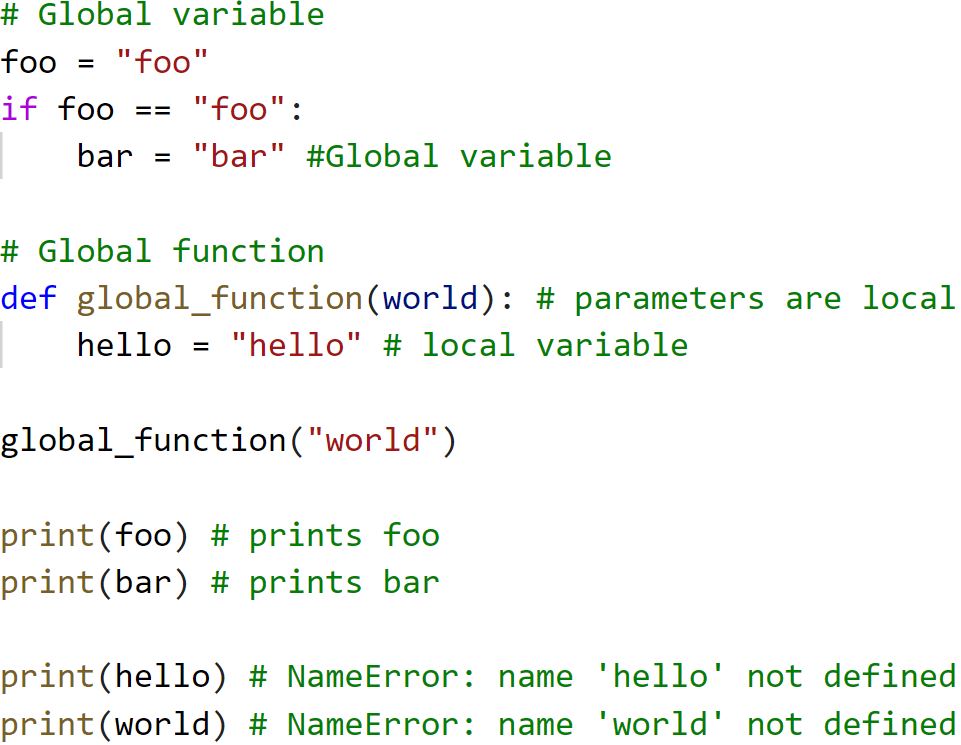 # Global variable
foo = "foo"
if foo == "foo":
    bar = "bar" #Global variable
# Global function
def global_function(world): # parameters are local
    hello = "hello" # local variable
global_function("world")
print(foo) # prints foo
print(bar) # prints bar
print(hello) # NameError: name 'hello' not defined
print(world) # NameError: name 'world' not defined